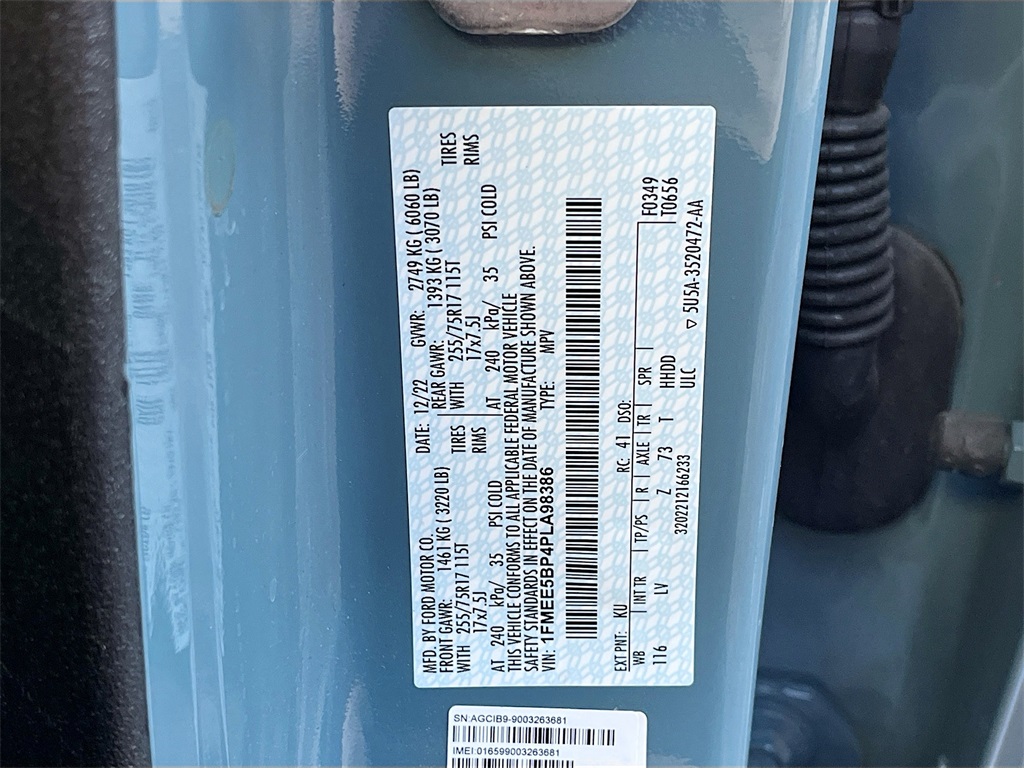 MFD. BY FORD MOTOR CO. DATE: 12/22 GVWR: 2749 KG ( 6060 LB)
FRONT GAWR: 1461 KG ( 3220 LB) REAR GAWR: 1393 KG ( 3070 LB)
WITH 255/75R17 115T TIRES WITH 255/75R17 115T TIRES
17x7.5J RIMS 17x7.5J RIMS
AT 240 kPa/ 35 PSI COLD AT 240 kPa/ 35 PSI COLD
THIS VEHICLE CONFORMS TO ALL APPLICABLE FEDERAL MOTOR VEHICLE
SAFETY STANDARDS IN EFFECT ON THE DATE OF MANUFACTURE SHOWN ABOVE.
VIN: 1FMEE5BP4PLA98386 TYPE: MPV
EXT PNT: KU RC: 41 DSO:
WB INT TR TP/PS R AXLE TR SPR F0349
116 LV Z 73 T HHDD T0656
3202212166233 ULC
▽ 5U5A-3520472-AA
SN:AGCIB9-9003263681
IMEI:016599003263681